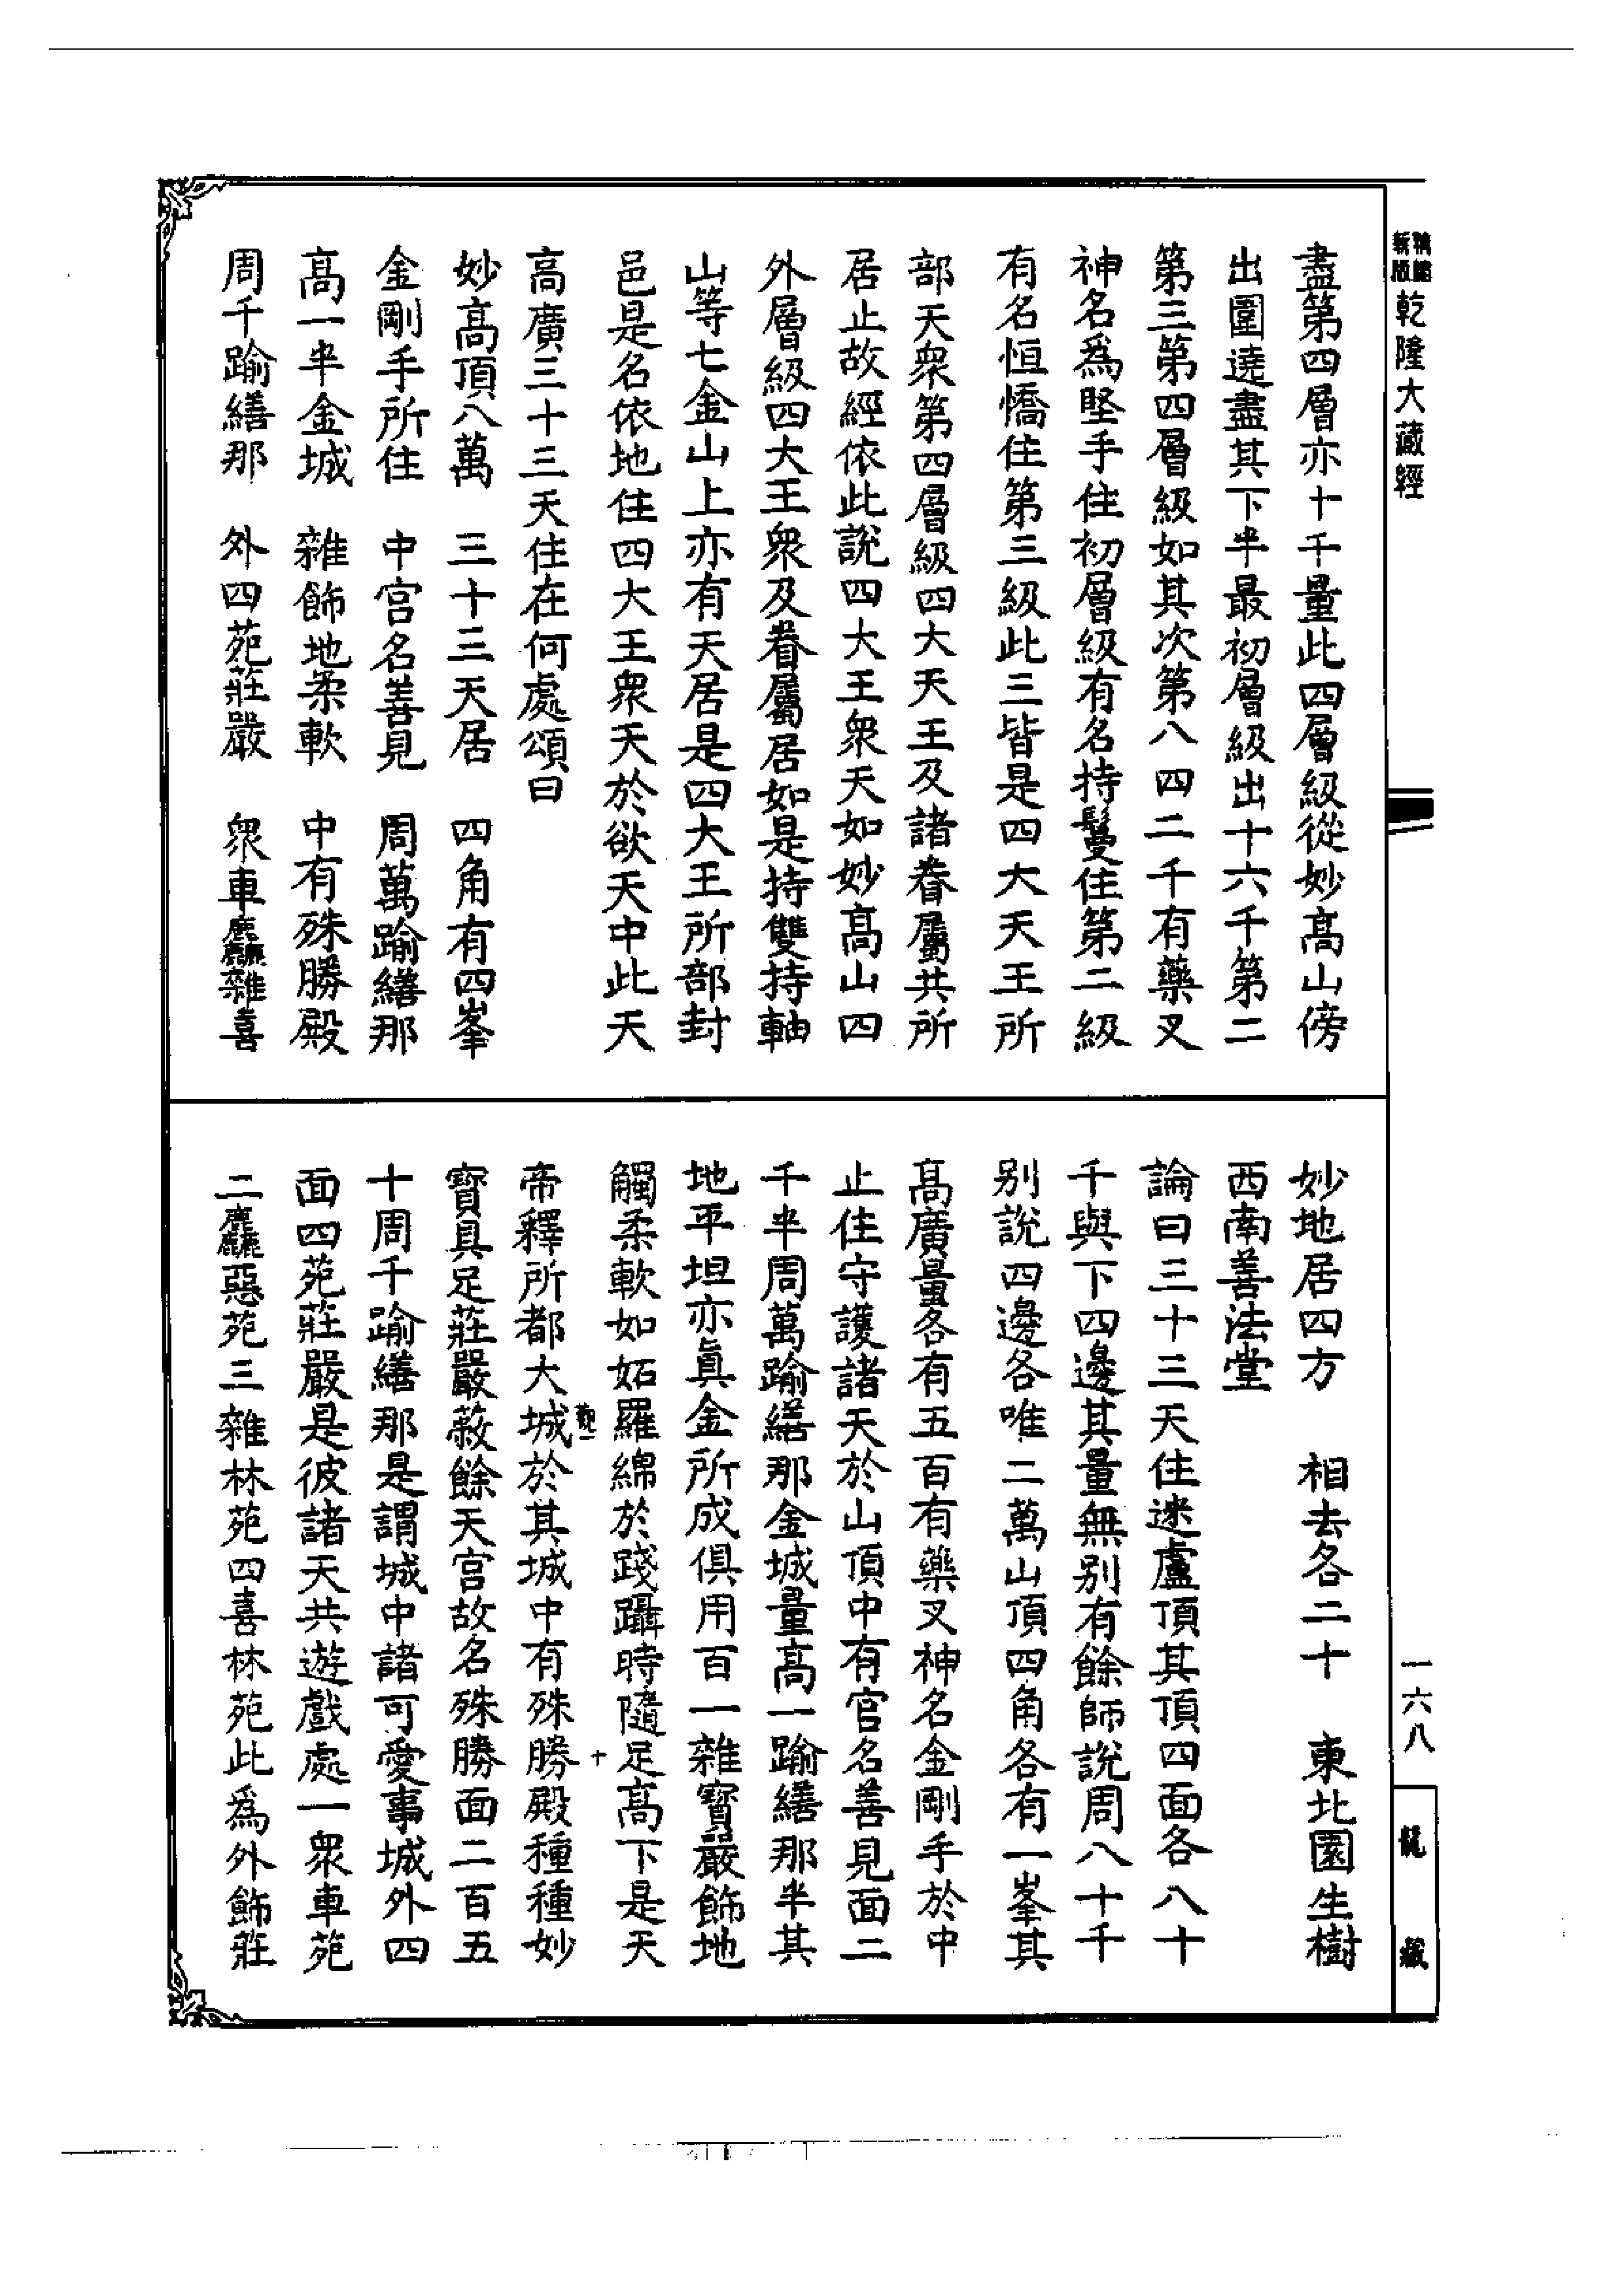 新版 精縮 乾隆大藏經
一六八
龍藏
盡第四層亦十千量此四層級從妙髙山傍
出圍遶盡其下半最初層級出十六千第二
第三第四層級如其次第八四二千有藥叉
神名爲堅手住初層級有名持鬘住第二級
有名恒憍住第三級此三皆是四大天王所
部天衆第四層級四大天王及諸眷屬共所
居止故經依此說四大王衆天如妙髙山四
外層級四大王衆及眷屬居如是持雙持軸
山等七金山上亦有天居是四大王所部封
邑是名依地住四大王衆天於欲天中此天
高廣三十三天住在何處頌曰
妙髙頂八萬　三十三天居　四角有四峯
金剛手所住　中宫名善見　周萬踰繕那
髙一半金城　雜飾地柔軟　中有殊勝殿
周千踰繕那　外四苑莊嚴　衆車麤雜喜
妙地居四方　相去各二十　東北圓生樹
西南善法堂
論曰三十三天住迷盧頂其頂四面各八十
千與下四邊其量無别有餘師說周八十千
别說四邊各唯二萬山頂四角各有一峯其
髙廣量各有五百有藥叉神名金剛手於中
止住守護諸天於山頂中有宫名善見面二
千半周萬踰繕那金城量髙一踰繕那半其
地平坦亦眞金所成俱用百一雜寶嚴飾地
觸柔軟如妬羅綿於踐躡時隨足髙下是天
帝釋所都大城於其城中有殊勝殿種種妙
寶具足莊嚴蔽餘天宫故名殊勝面二百五
十周千踰繕那是謂城中諸可愛事城外四
面四苑莊嚴是彼諸天共遊戲處一衆車苑
二麤惡苑三雜林苑四喜林苑此爲外飾莊